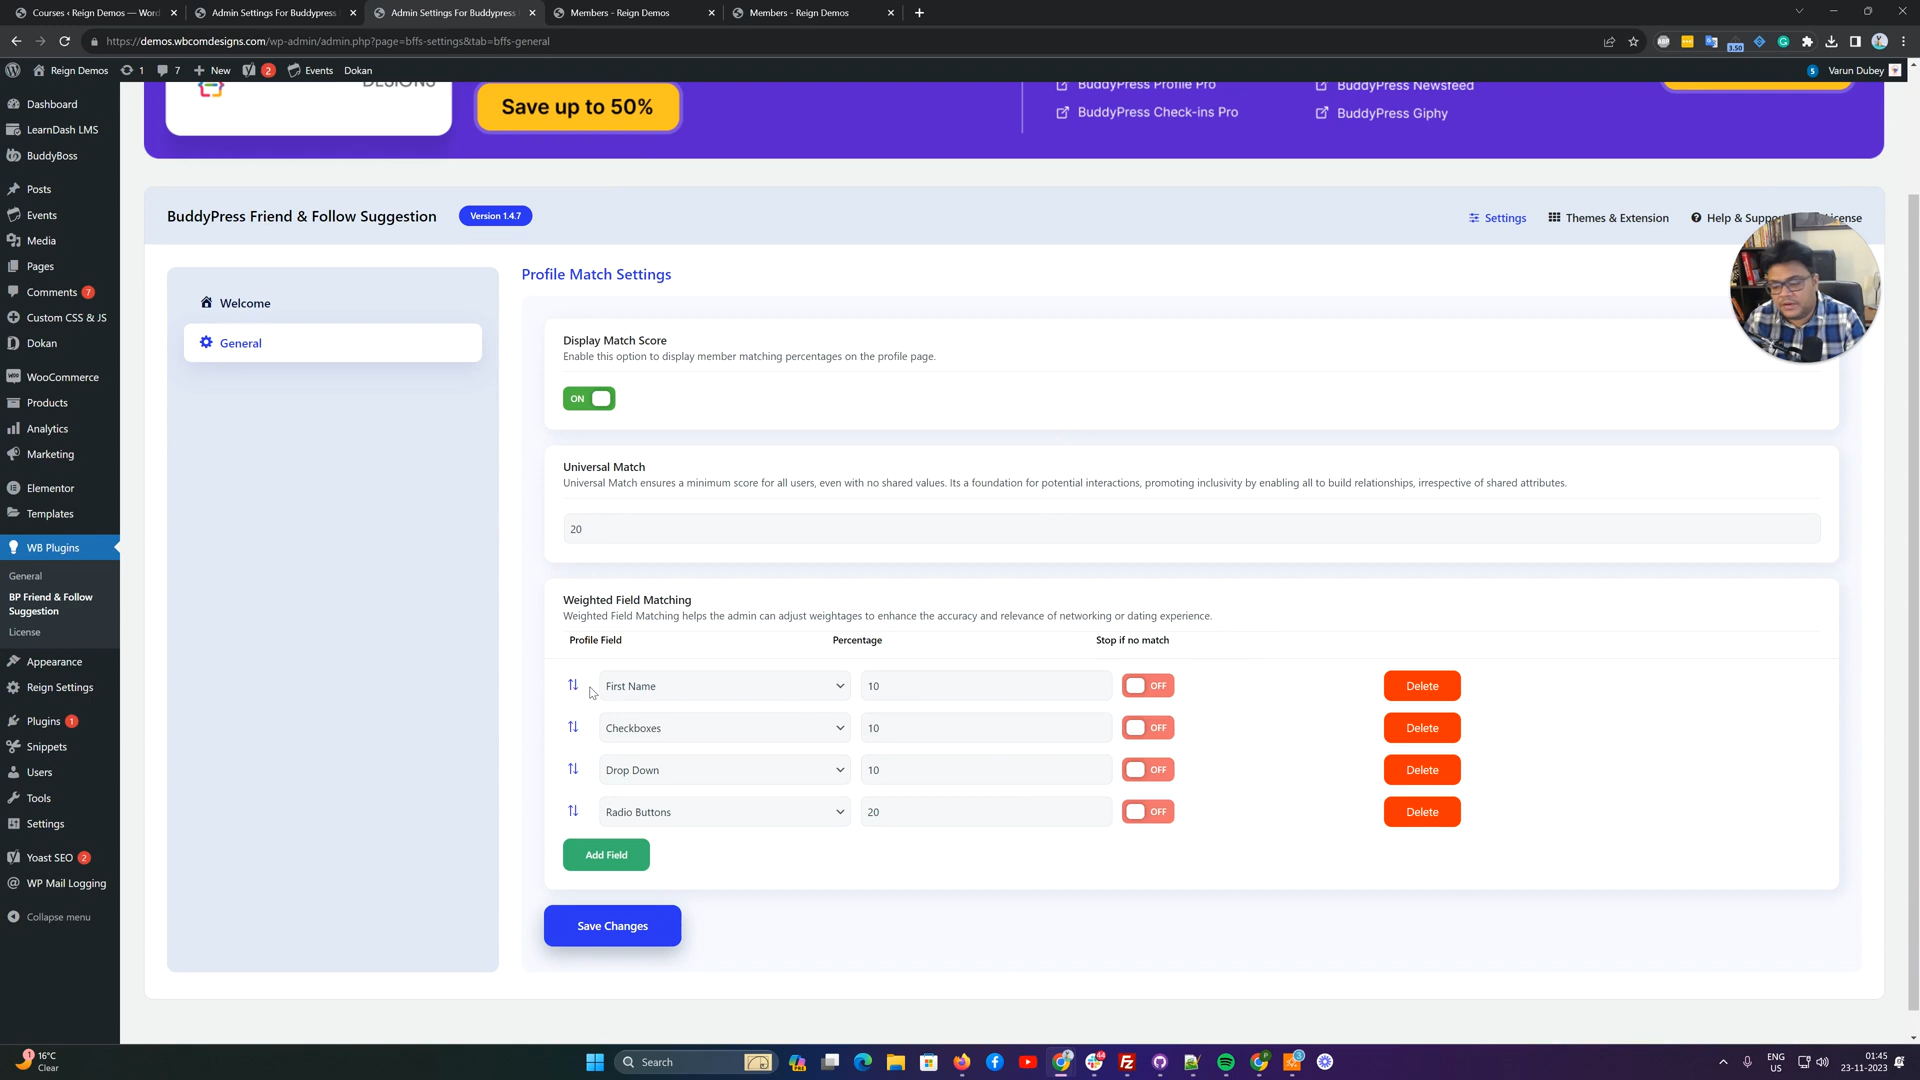 Courses ‹ Reign Demos — Word
Admin Settings For Buddypress
Admin Settings For Buddypress
Members - Reign Demos
Members - Reign Demos
https://demos.wbcomdesigns.com/wp-admin/admin.php?page=bffs-settings&tab=bffs-general
3.50
Reign Demos
1
7
New
2
Events
Dokan
5
Varun Dubey
Dashboard
LearnDash LMS
BuddyBoss
Posts
Events
Media
Pages
Comments 7
Custom CSS & JS
Dokan
WooCommerce
Products
Analytics
Marketing
Elementor
Templates
WB Plugins
General
BP Friend & Follow
Suggestion
License
Appearance
Reign Settings
Plugins 1
Snippets
Users
Tools
Settings
Yoast SEO 2
WP Mail Logging
Collapse menu
DESIGNS
Save up to 50%
BuddyPress Profile Pro
BuddyPress Newsfeed
BuddyPress Check-ins Pro
BuddyPress Giphy
BuddyPress Friend & Follow Suggestion
Version 1.4.7
Settings
Themes & Extension
Help & Suppo
icense
Welcome
General
Profile Match Settings
Display Match Score
Enable this option to display member matching percentages on the profile page.
ON
Universal Match
Universal Match ensures a minimum score for all users, even with no shared values. Its a foundation for potential interactions, promoting inclusivity by enabling all to build relationships, irrespective of shared attributes.
20
Weighted Field Matching
Weighted Field Matching helps the admin can adjust weightages to enhance the accuracy and relevance of networking or dating experience.
Profile Field Percentage Stop if no match
First Name 10 OFF Delete
Checkboxes 10 OFF Delete
Drop Down 10 OFF Delete
Radio Buttons 20 OFF Delete
Add Field
Save Changes
1
16°C
Clear
Search
PRE
44
3
ENG
US
01:45
23-11-2023